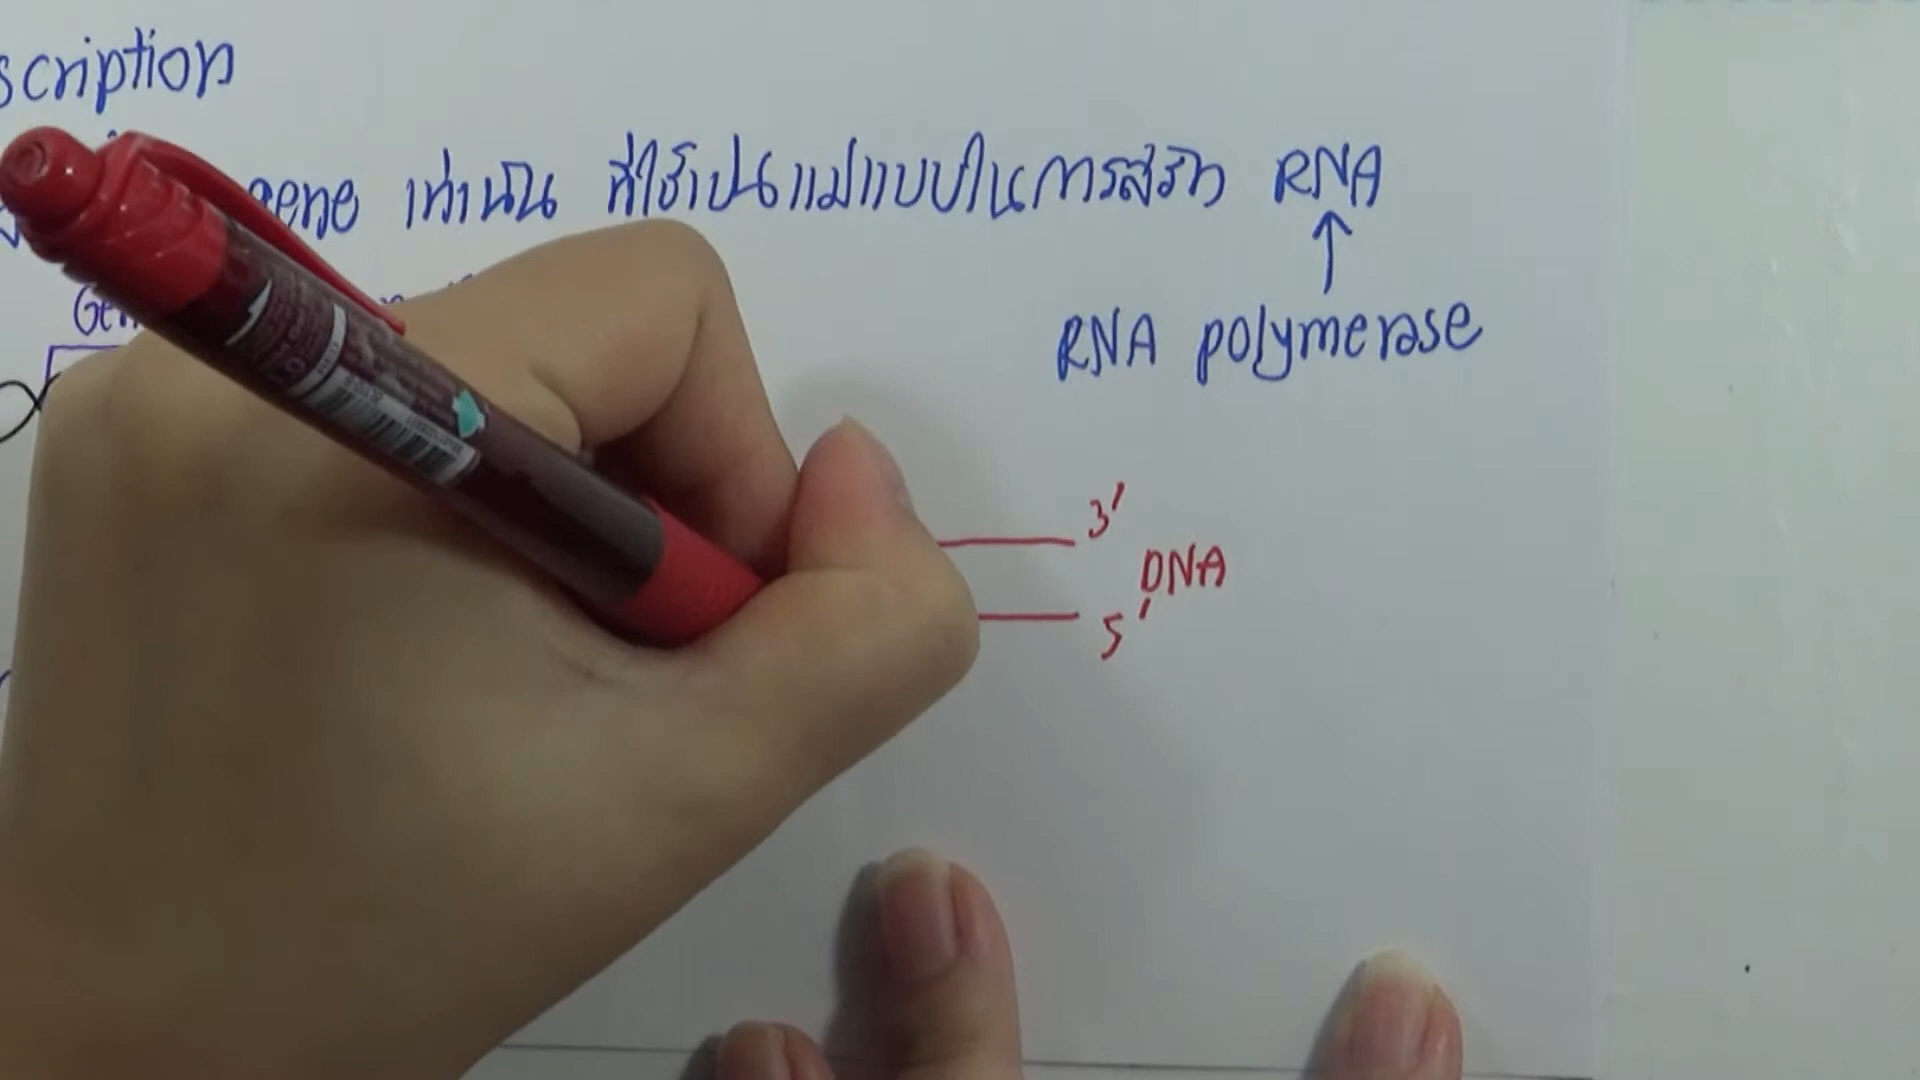 scription
gene เท่านั้น ที่ใช้เป็นแม่แบบในการสร้าง RNA
↑
Gen
RNA polymerase
3'
DNA
5'